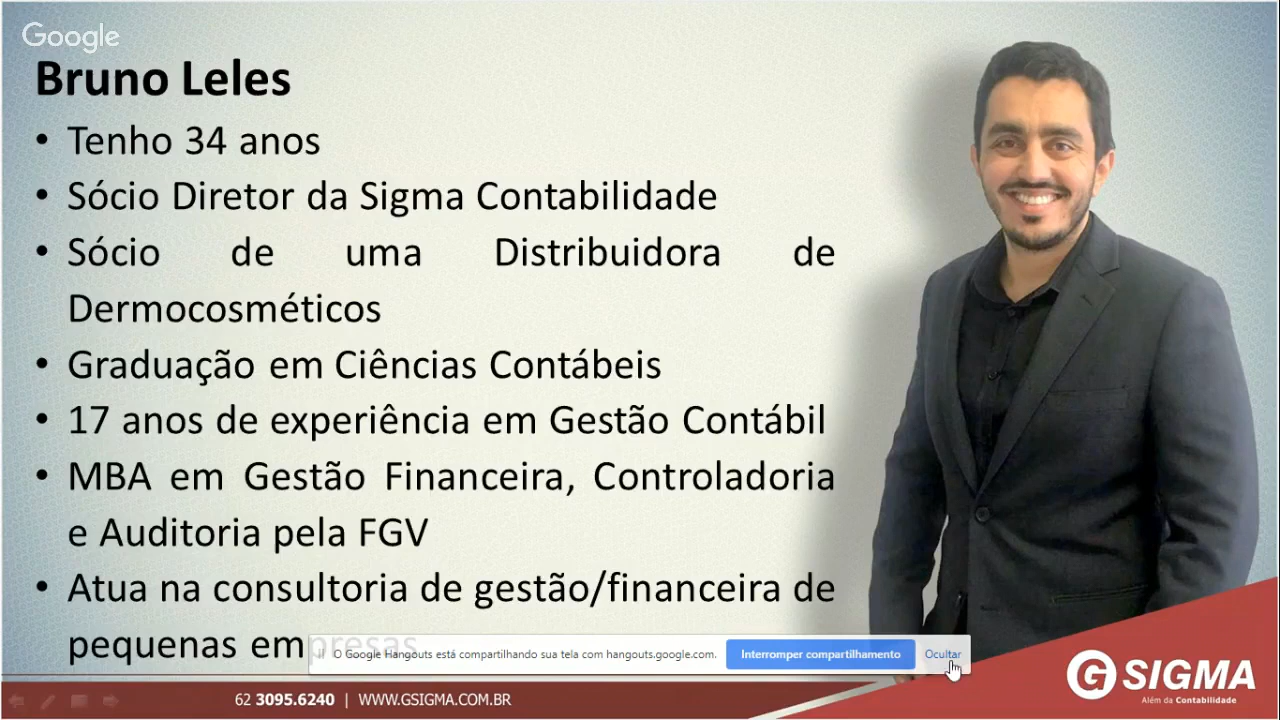 Google
Bruno Leles
• Tenho 34 anos
• Sócio Diretor da Sigma Contabilidade
• Sócio de uma Distribuidora de
Dermocosméticos
• Graduação em Ciências Contábeis
• 17 anos de experiência em Gestão Contábil
• MBA em Gestão Financeira, Controladoria
e Auditoria pela FGV
• Atua na consultoria de gestão/financeira de
pequenas empresas
O Google Hangouts está compartilhando sua tela com hangouts.google.com.
Interromper compartilhamento
Ocultar
62 3095.6240 | WWW.GSIGMA.COM.BR
G SIGMA
Além da Contabilidade